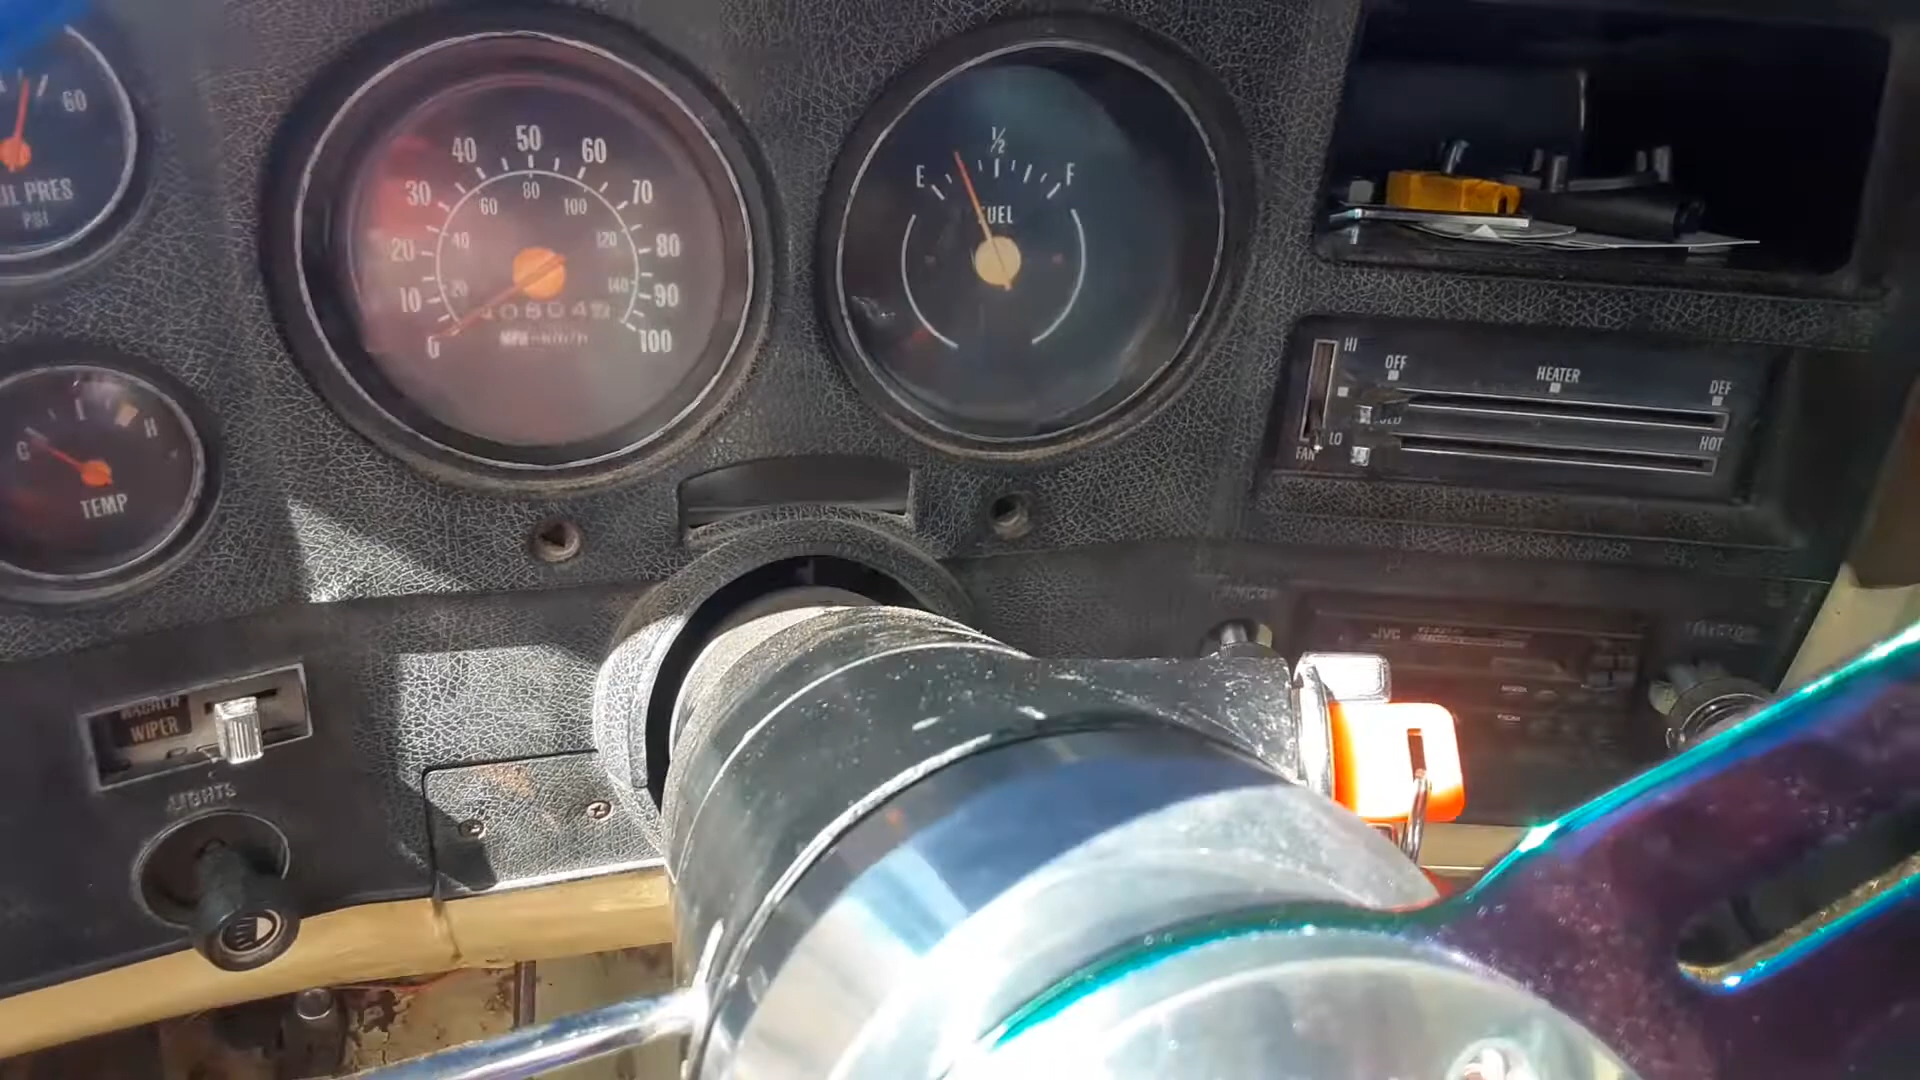 60
PRES
PSI
40 50 60
30 70
20 80
10 90
0 100
80
60 100
40 120
20 140
E 1/2 F
FUEL
C H
TEMP
HI
OFF
HEATER
DEF
LO
HOT
FAN
JVC
WASHER
WIPER
LIGHTS